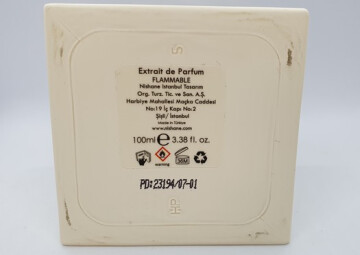 Extrait de Parfum
FLAMMABLE
Nishane Istanbul Tasarım
Org. Turz. Tic. ve San. A.Ş.
Harbiye Mahallesi Maçka Caddesi
No:19 İç Kapı No:2
Şişli/ İstanbul
Made in Türkiye
www.nishane.com
100ml e 3.38 fl. oz.
warning
PD:23194/07-01